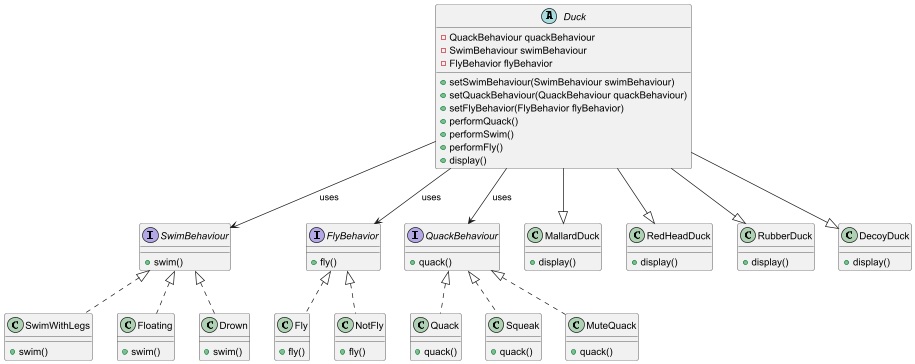 A Duck
QuackBehaviour quackBehaviour
SwimBehaviour swimBehaviour
FlyBehavior flyBehavior
setSwimBehaviour(SwimBehaviour swimBehaviour)
setQuackBehaviour(QuackBehaviour quackBehaviour)
setFlyBehavior(FlyBehavior flyBehavior)
performQuack()
performSwim()
performFly()
display()
uses
uses
uses
I SwimBehaviour
swim()
I FlyBehavior
fly()
I QuackBehaviour
quack()
C MallardDuck
display()
C RedHeadDuck
display()
C RubberDuck
display()
C DecoyDuck
display()
C SwimWithLegs
swim()
C Floating
swim()
C Drown
swim()
C Fly
fly()
C NotFly
fly()
C Quack
quack()
C Squeak
quack()
C MuteQuack
quack()